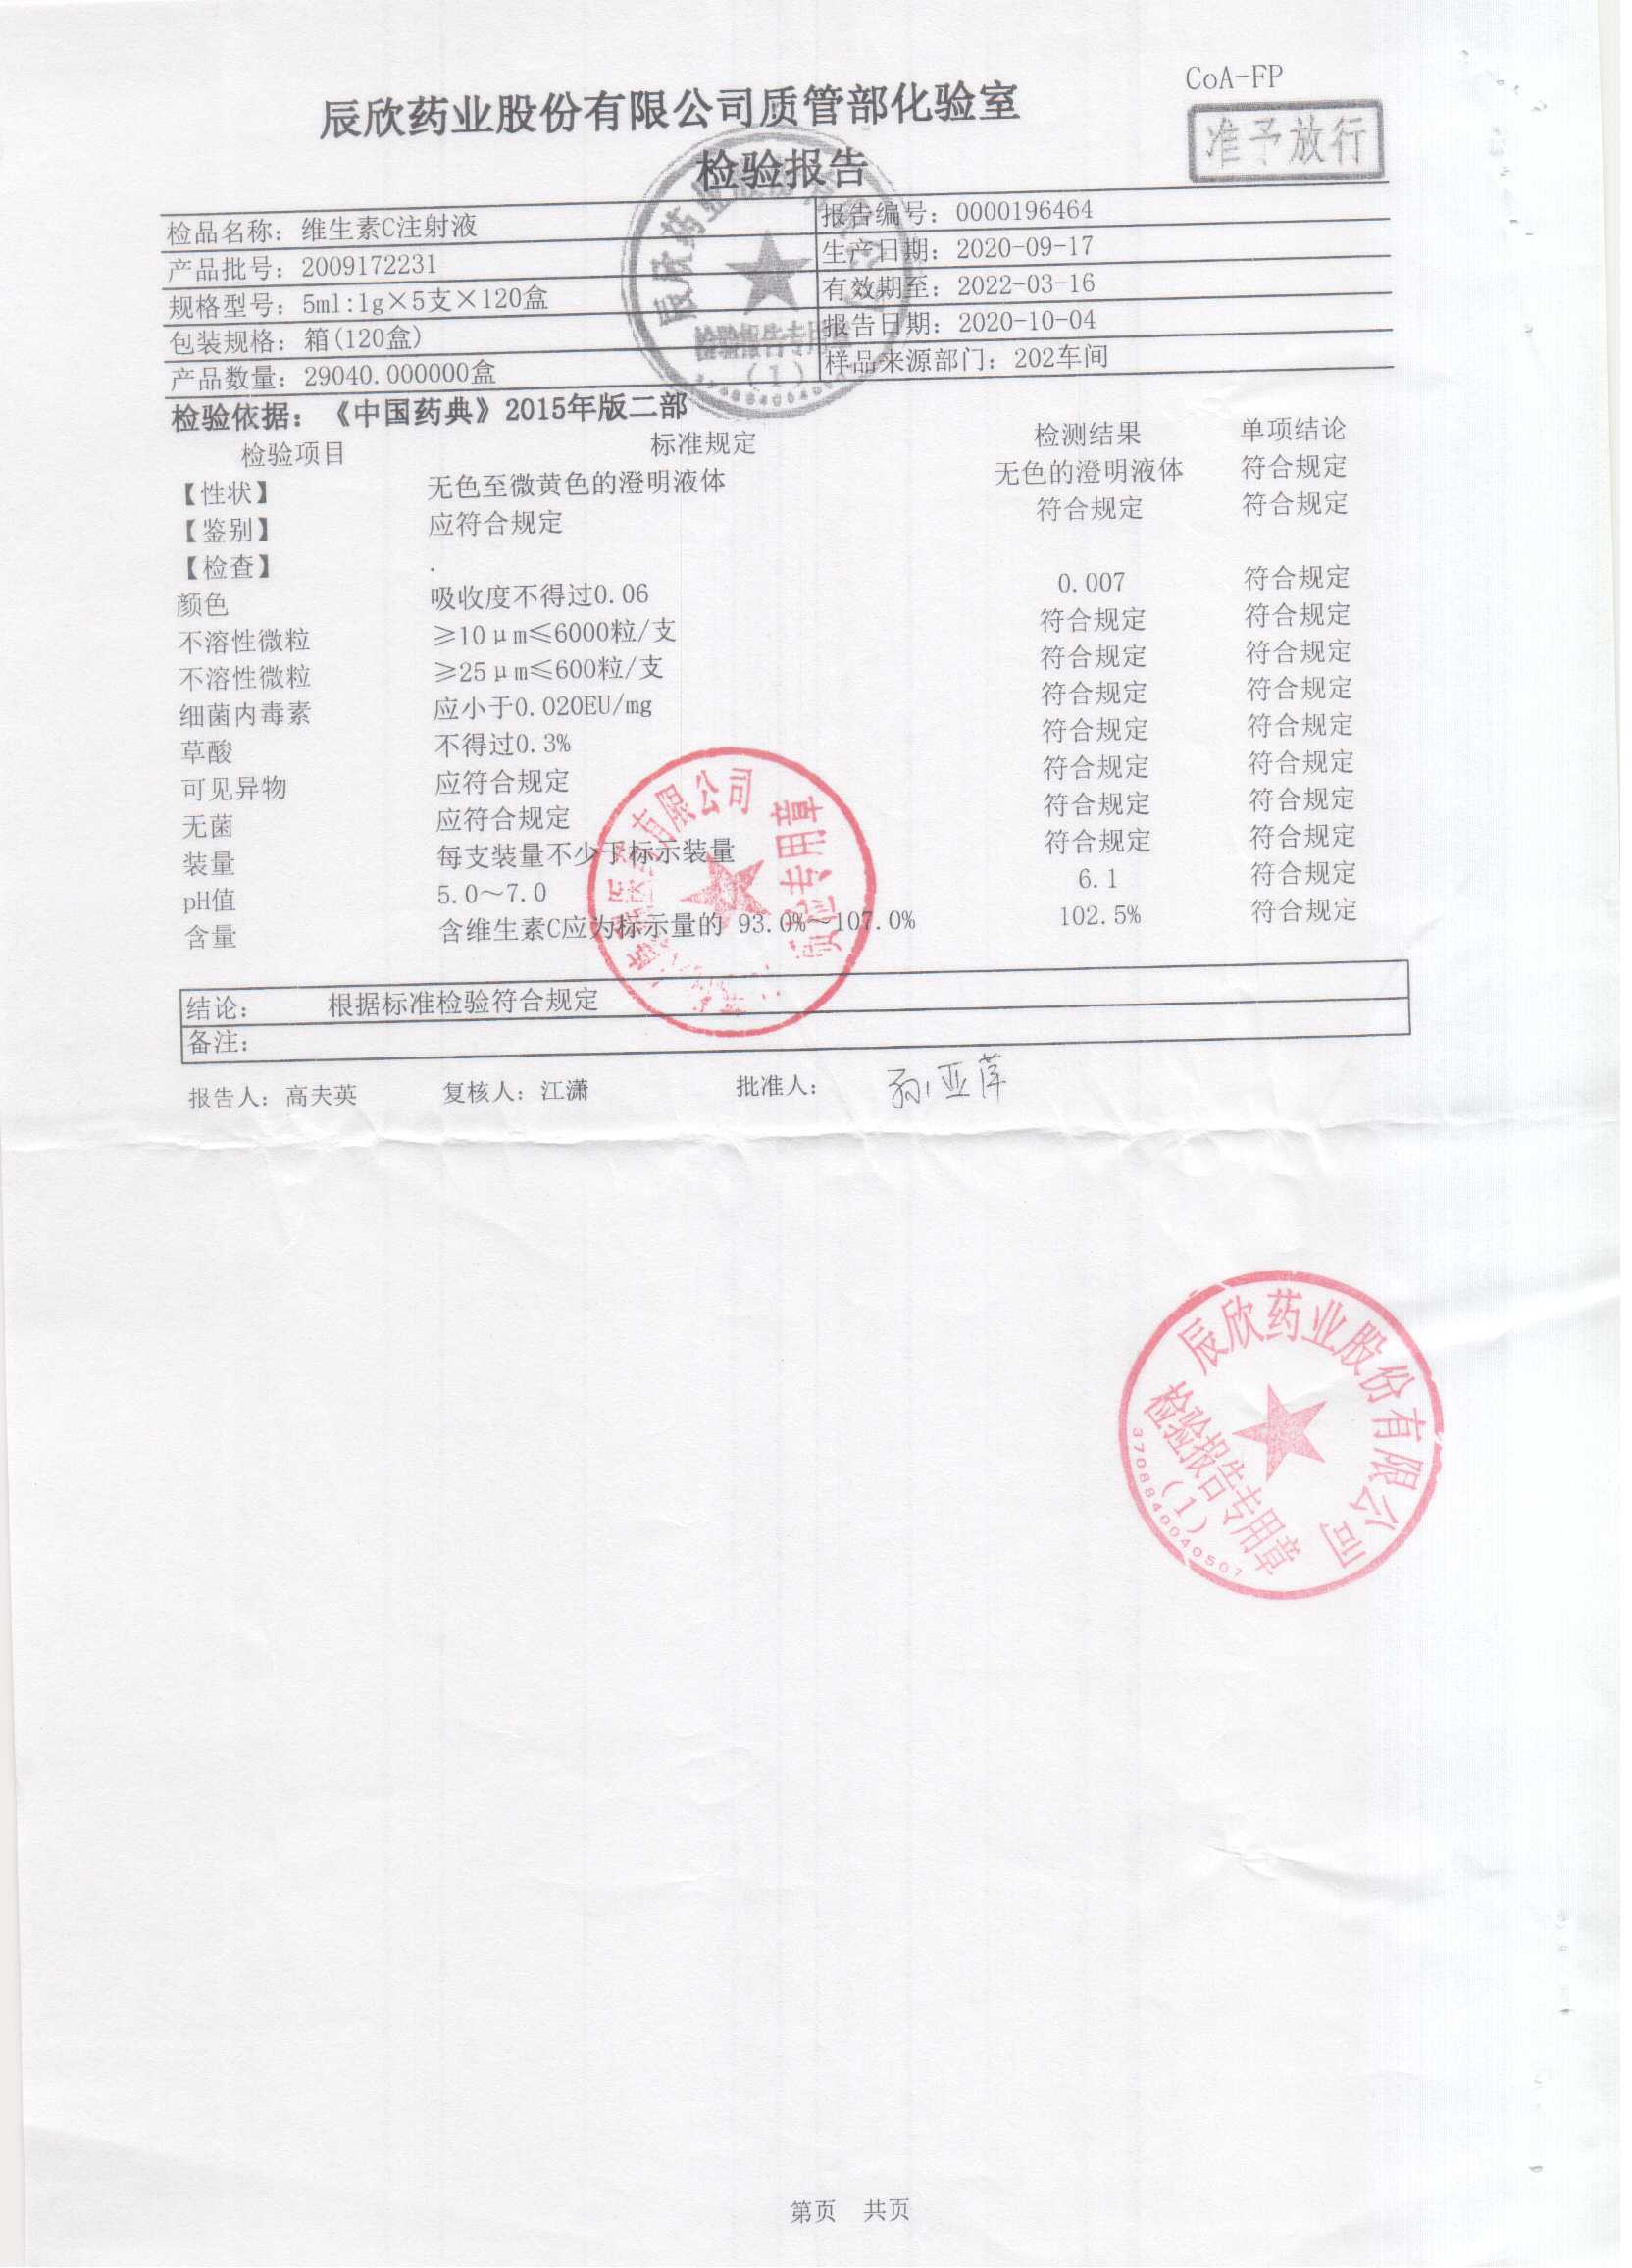 CoA-FP
辰欣药业股份有限公司质管部化验室
准予放行
检验报告
检品名称：维生素C注射液 报告编号：0000196464
产品批号：2009172231 生产日期：2020-09-17
规格型号：5ml:1g×5支×120盒 有效期至：2022-03-16
包装规格：箱(120盒) 报告日期：2020-10-04
产品数量：29040.000000盒 样品来源部门：202车间
检验报告专用章
(1)
检验依据：《中国药典》2015年版二部
检验项目 标准规定 检测结果 单项结论
【性状】 无色至微黄色的澄明液体 无色的澄明液体 符合规定
【鉴别】 应符合规定 符合规定 符合规定
【检查】 .
颜色 吸收度不得过0.06 0.007 符合规定
不溶性微粒 ≥10μm≤6000粒/支 符合规定 符合规定
不溶性微粒 ≥25μm≤600粒/支 符合规定 符合规定
细菌内毒素 应小于0.020EU/mg 符合规定 符合规定
草酸 不得过0.3% 符合规定 符合规定
可见异物 应符合规定 符合规定 符合规定
无菌 应符合规定 符合规定 符合规定
装量 每支装量不少于标示装量 符合规定 符合规定
pH值 5.0～7.0 6.1 符合规定
含量 含维生素C应为标示量的 93.0%～107.0% 102.5% 符合规定
有限公司
专用章
结论： 根据标准检验符合规定
备注：
报告人：高夫英 复核人：江潇 批准人：
辰欣药业股份有限公司
检验报告专用章
(1)
3708840040507
第页 共页